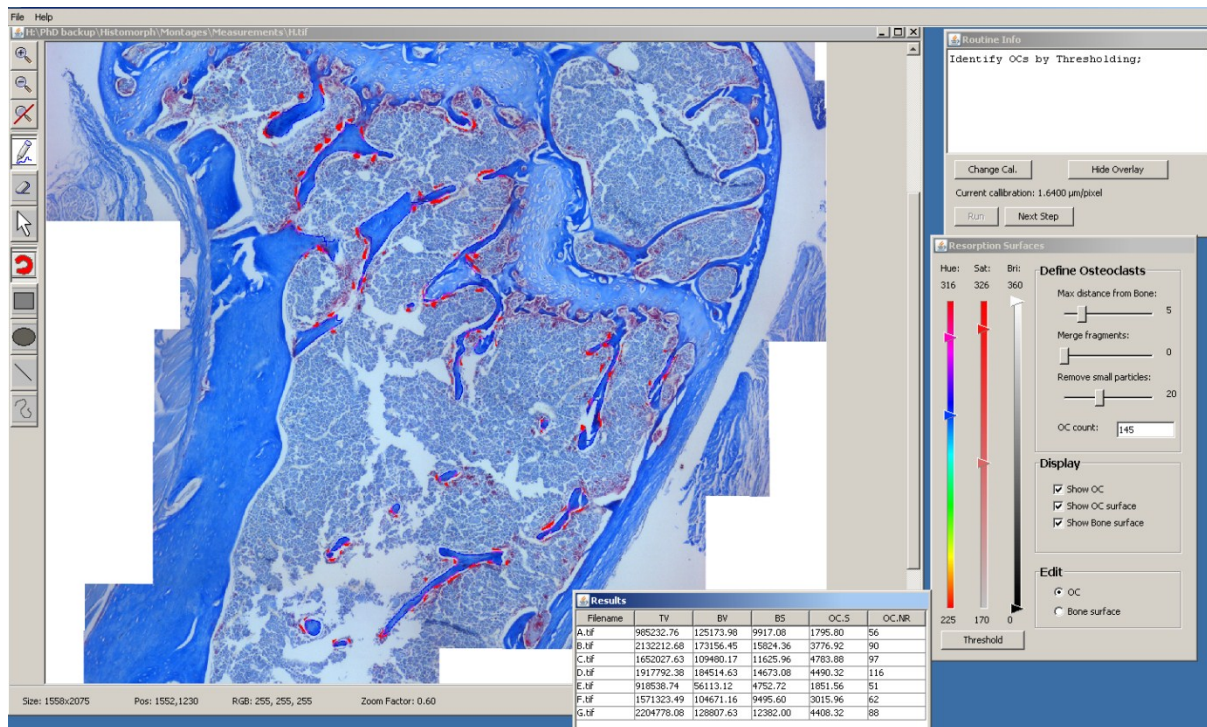 File Help
H:\PhD backup\Histomorph\Montages\Measurements\H.tif
Routine Info
Identify OCs by Thresholding;
Change Cal. Hide Overlay
Current calibration: 1.6400 µm/pixel
Run Next Step
Resorption Surfaces
Hue: Sat: Bri:
316 326 360
225 170 0
Threshold
Define Osteoclasts
Max distance from Bone:
5
Merge fragments:
0
Remove small particles:
20
OC count: 145
Display
Show OC
Show OC surface
Show Bone surface
Edit
OC
Bone surface
Results
Filename TV BV BS OC.S OC.NR
A.tif 985232.76 125173.98 9917.08 1795.80 56
B.tif 2132212.68 173156.45 15824.36 3776.92 90
C.tif 1652027.63 109480.17 11625.96 4783.88 97
D.tif 1917792.38 184514.63 14673.08 4490.32 116
E.tif 918538.74 56113.12 4752.72 1851.56 51
F.tif 1571323.49 104671.16 9495.60 3015.96 62
G.tif 2204778.08 128807.63 12382.00 4408.32 88
Size: 1558x2075 Pos: 1552,1230 RGB: 255, 255, 255 Zoom Factor: 0.60